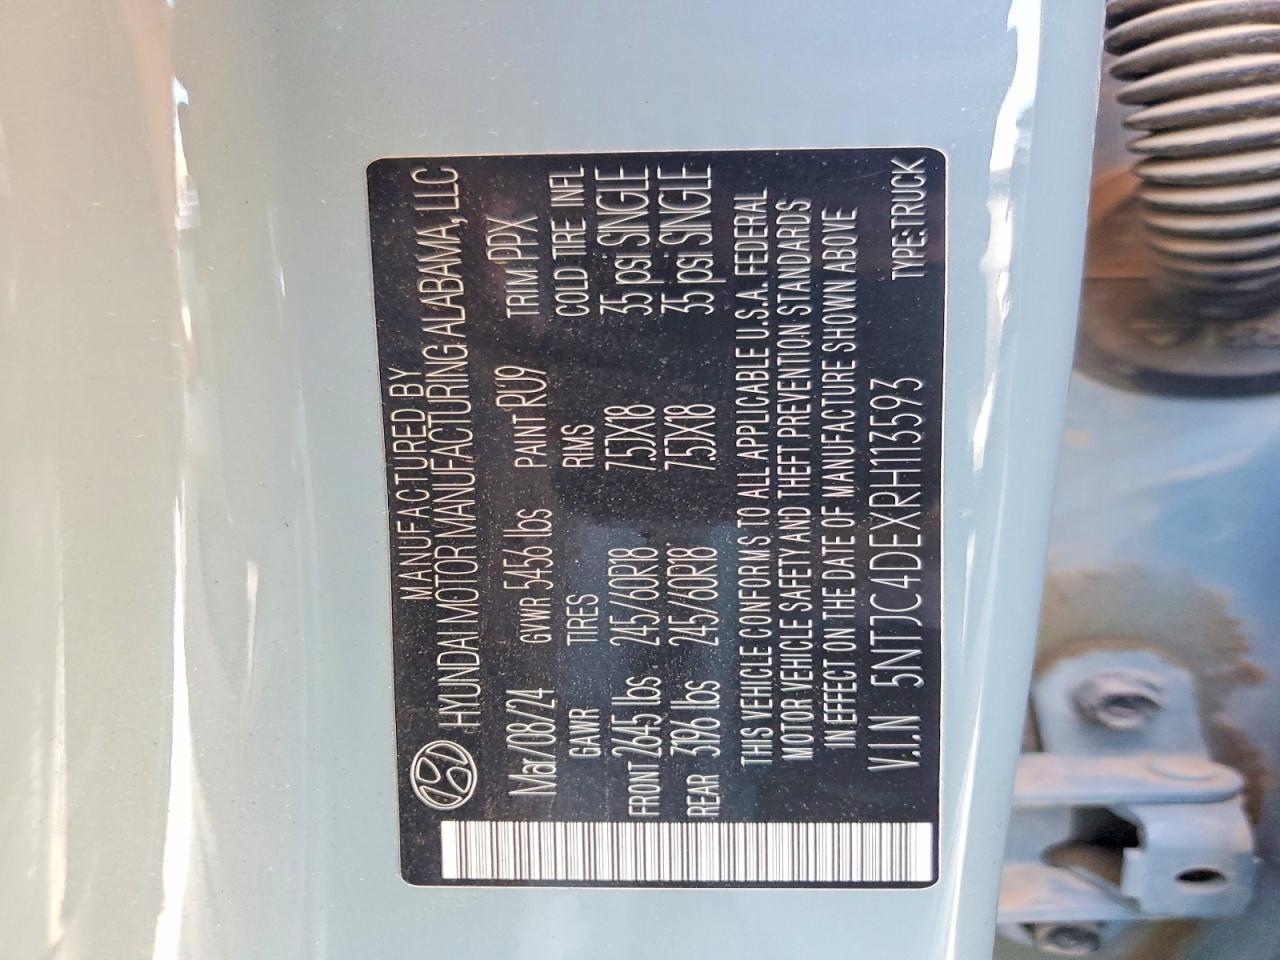 MANUFACTURED BY
HYUNDAI MOTOR MANUFACTURING ALABAMA, LLC
Mar/08/24 GVWR 5456 lbs PAINT RU9 TRIM PPX
GAWR TIRES RIMS COLD TIRE INFL
FRONT 2645 lbs 245/60R18 7.5JX18 35 psi SINGLE
REAR 3196 lbs 245/60R18 7.5JX18 35 psi SINGLE
THIS VEHICLE CONFORMS TO ALL APPLICABLE U.S.A. FEDERAL
MOTOR VEHICLE SAFETY AND THEFT PREVENTION STANDARDS
IN EFFECT ON THE DATE OF MANUFACTURE SHOWN ABOVE
V.I.N 5NTJC4DEXRH113593 TYPE:TRUCK